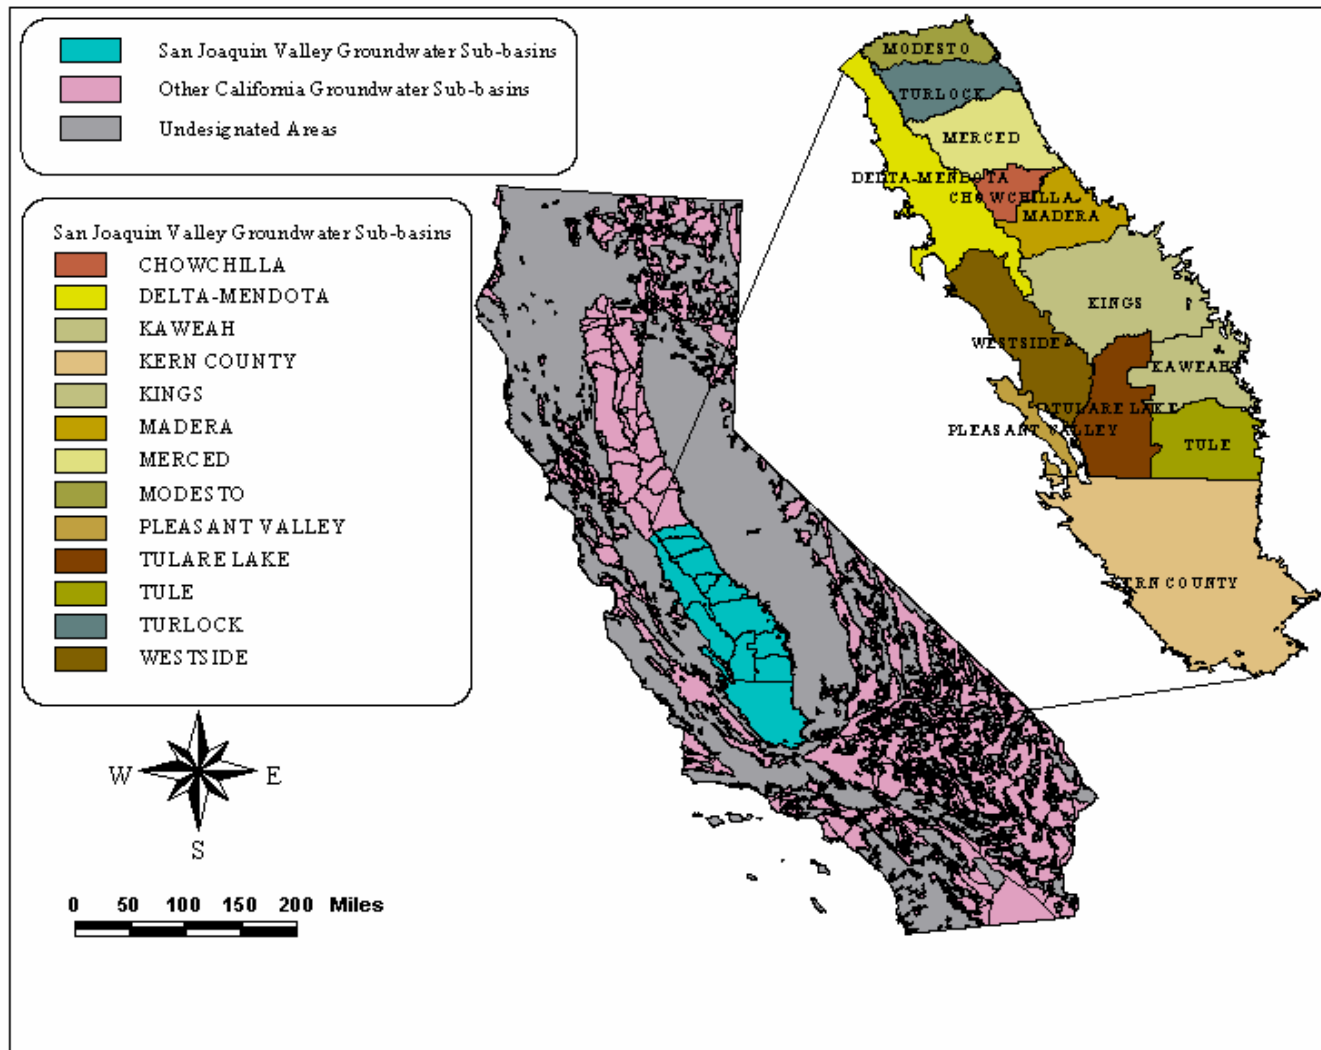 San Joaquin Valley Groundwater Sub-basins
Other California Groundwater Sub-basins
Undesignated Areas
San Joaquin Valley Groundwater Sub-basins
CHOWCHILLA
DELTA-MENDOTA
KAWEAH
KERN COUNTY
KINGS
MADERA
MERCED
MODESTO
PLEASANT VALLEY
TULARE LAKE
TULE
TURLOCK
WESTSIDE
W
E
S
0 50 100 150 200 Miles
MODESTO
TURLOCK
MERCED
DELTA-MENDOTA
CHOWCHILLA
MADERA
KINGS
WESTSIDE
KAWEAH
TULARE LAKE
PLEASANT VALLEY
TULE
KERN COUNTY